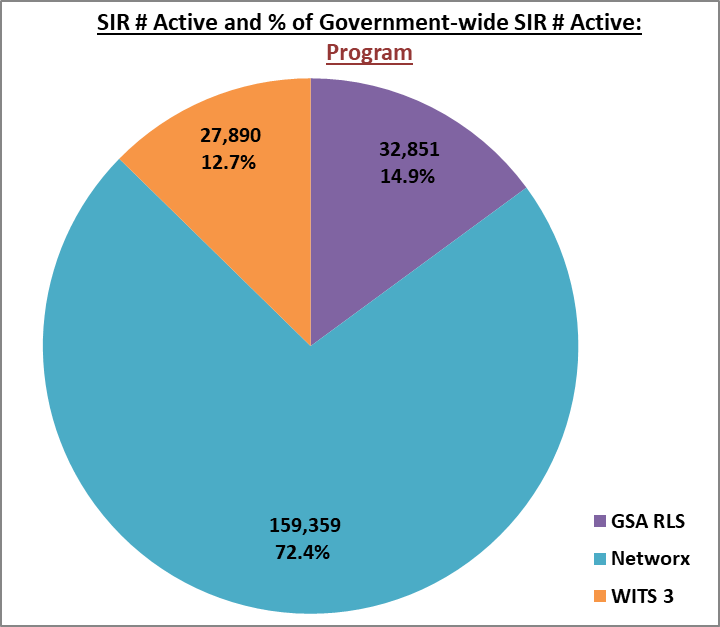 SIR # Active and % of Government-wide SIR # Active:
Program
27,890
12.7%
32,851
14.9%
159,359
72.4%
GSA RLS
Networx
WITS 3